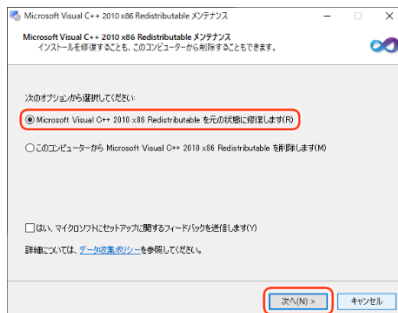 Microsoft Visual C++ 2010 x86 Redistributable メンテナンス
Microsoft Visual C++ 2010 x86 Redistributable メンテナンス
インストールを修復することも、このコンピューターから削除することもできます。
次のオプションから選択してください:
Microsoft Visual C++ 2010 x86 Redistributable を元の状態に修復します(R)
このコンピューターから Microsoft Visual C++ 2010 x86 Redistributable を削除します(M)
はい、マイクロソフトにセットアップに関するフィードバックを送信します(Y)
詳細については、データ収集ポリシーを参照してください。
次へ(N) >
キャンセル